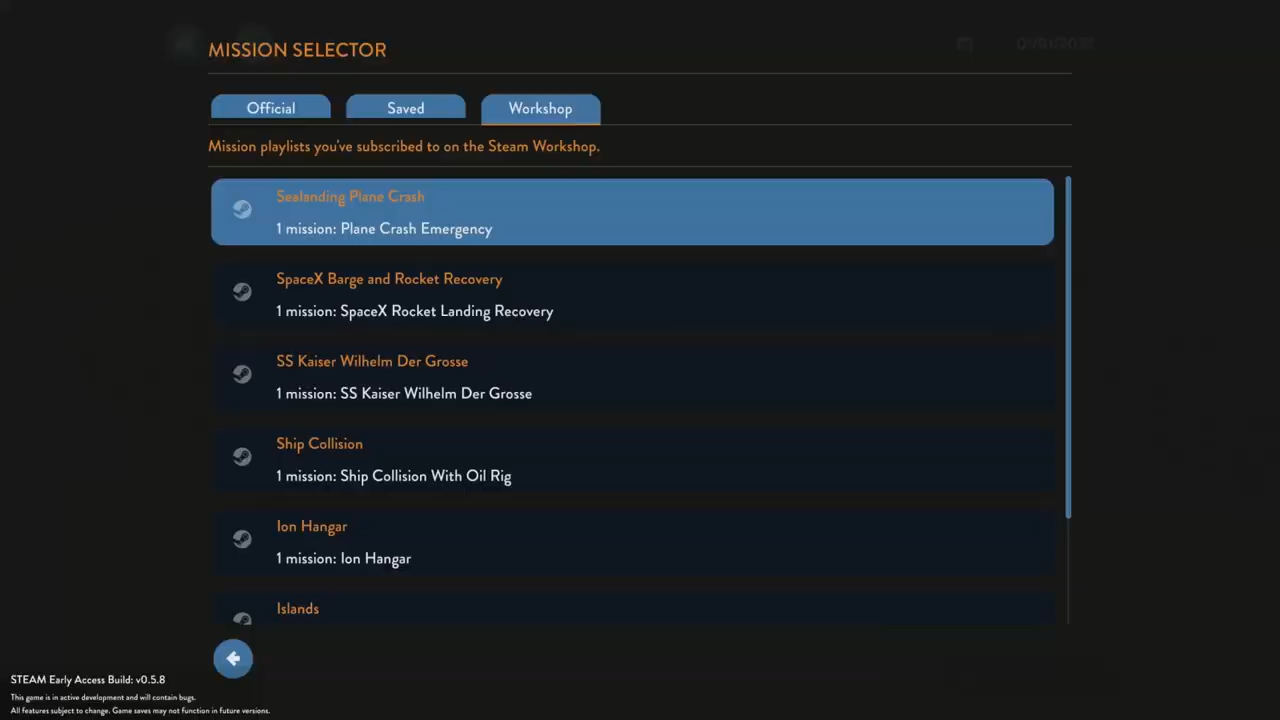 MISSION SELECTOR
Official
Saved
Workshop
Mission playlists you've subscribed to on the Steam Workshop.
Sealanding Plane Crash
1 mission: Plane Crash Emergency
SpaceX Barge and Rocket Recovery
1 mission: SpaceX Rocket Landing Recovery
SS Kaiser Wilhelm Der Grosse
1 mission: SS Kaiser Wilhelm Der Grosse
Ship Collision
1 mission: Ship Collision With Oil Rig
Ion Hangar
1 mission: Ion Hangar
Islands
STEAM Early Access Build: v0.5.8
This game is in active development and will contain bugs.
All features subject to change. Game saves may not function in future versions.